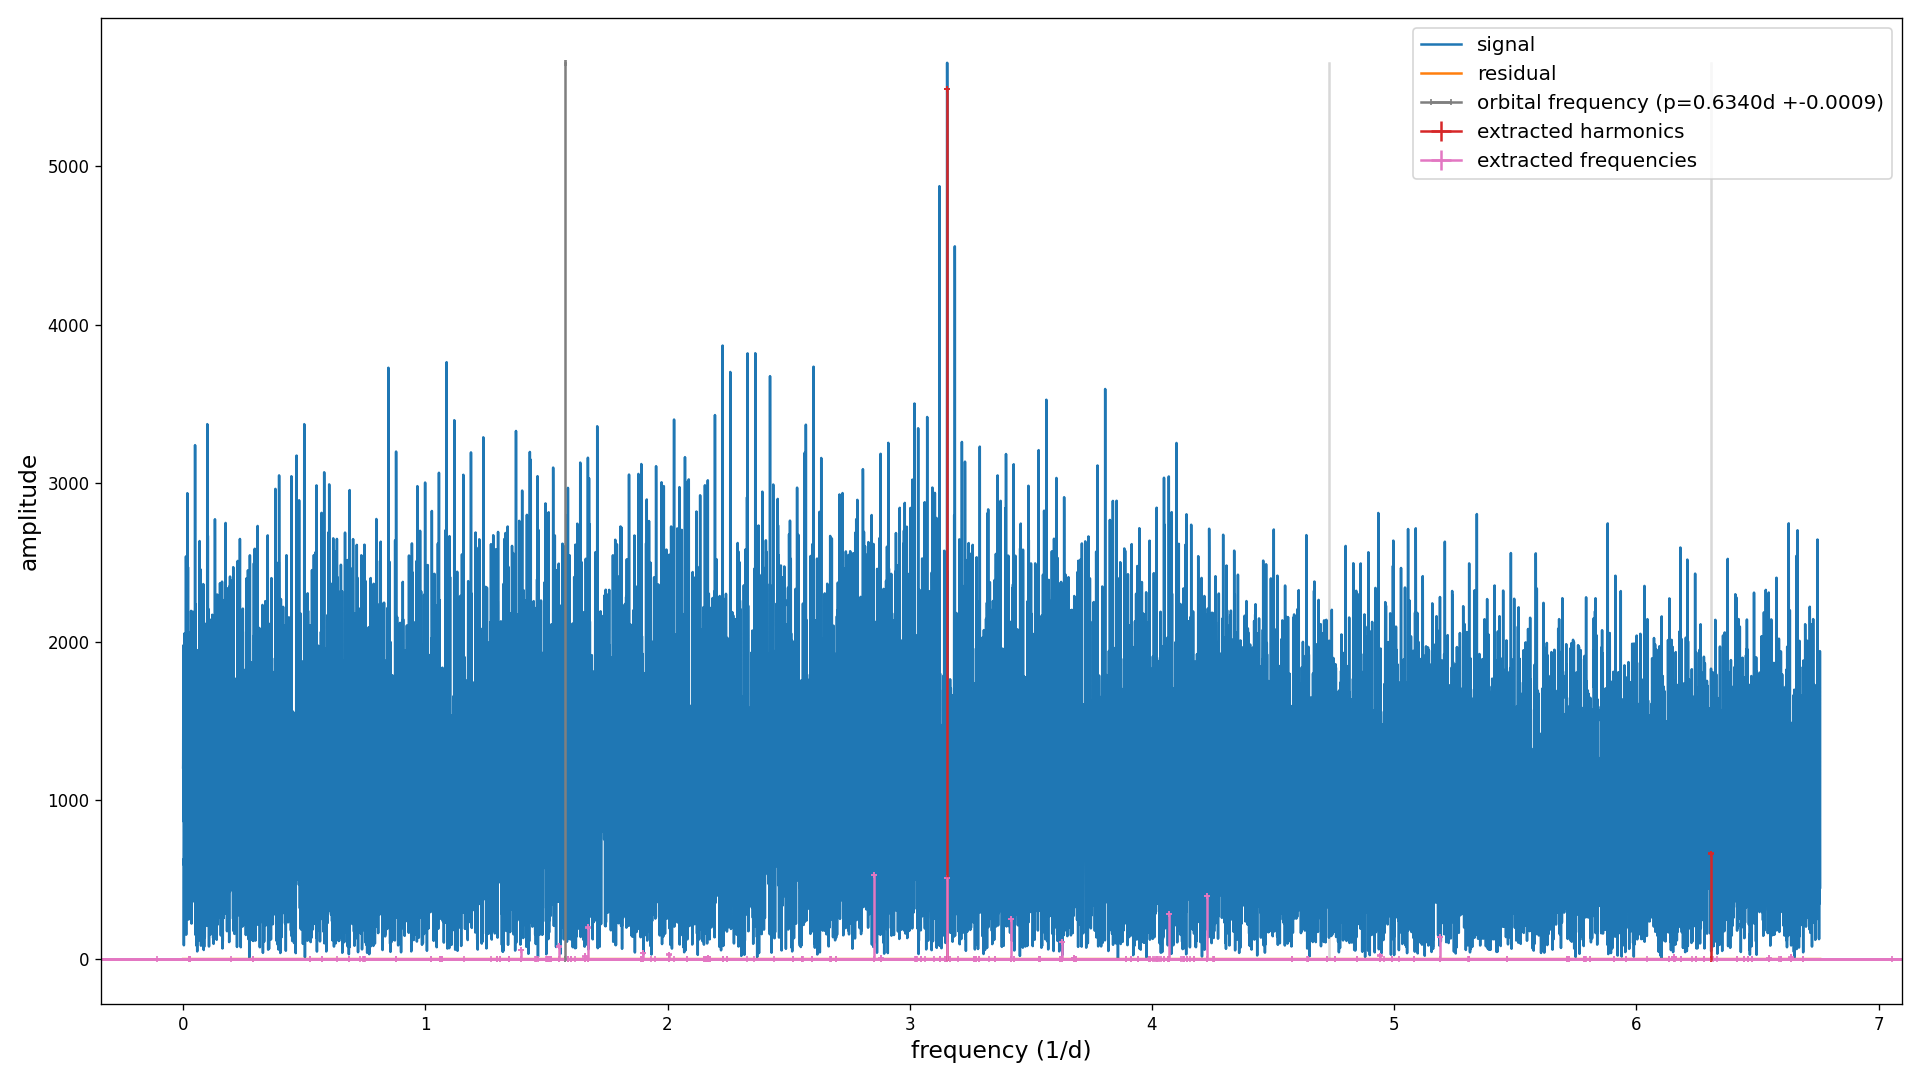 signal
residual
orbital frequency (p=0.6340d +-0.0009)
extracted harmonics
extracted frequencies
amplitude
5000
4000
3000
2000
1000
0
0 1 2 3 4 5 6 7
frequency (1/d)